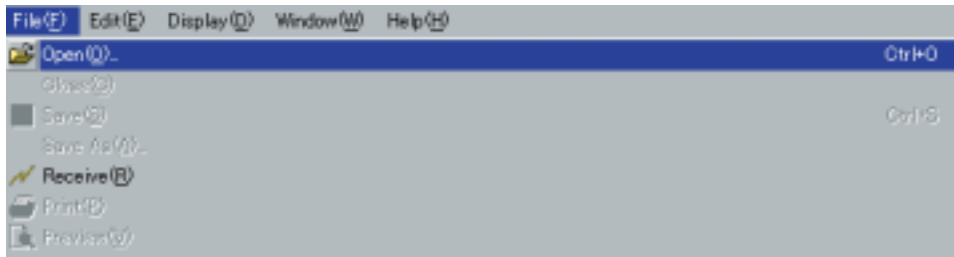 File(F) Edit(E) Display(D) Window(W) Help(H)
Open(O)... Ctrl+O
Close(C)
Save(S) Ctrl+S
Save As(A)...
Receive(R)
Print(P)
Preview(V)